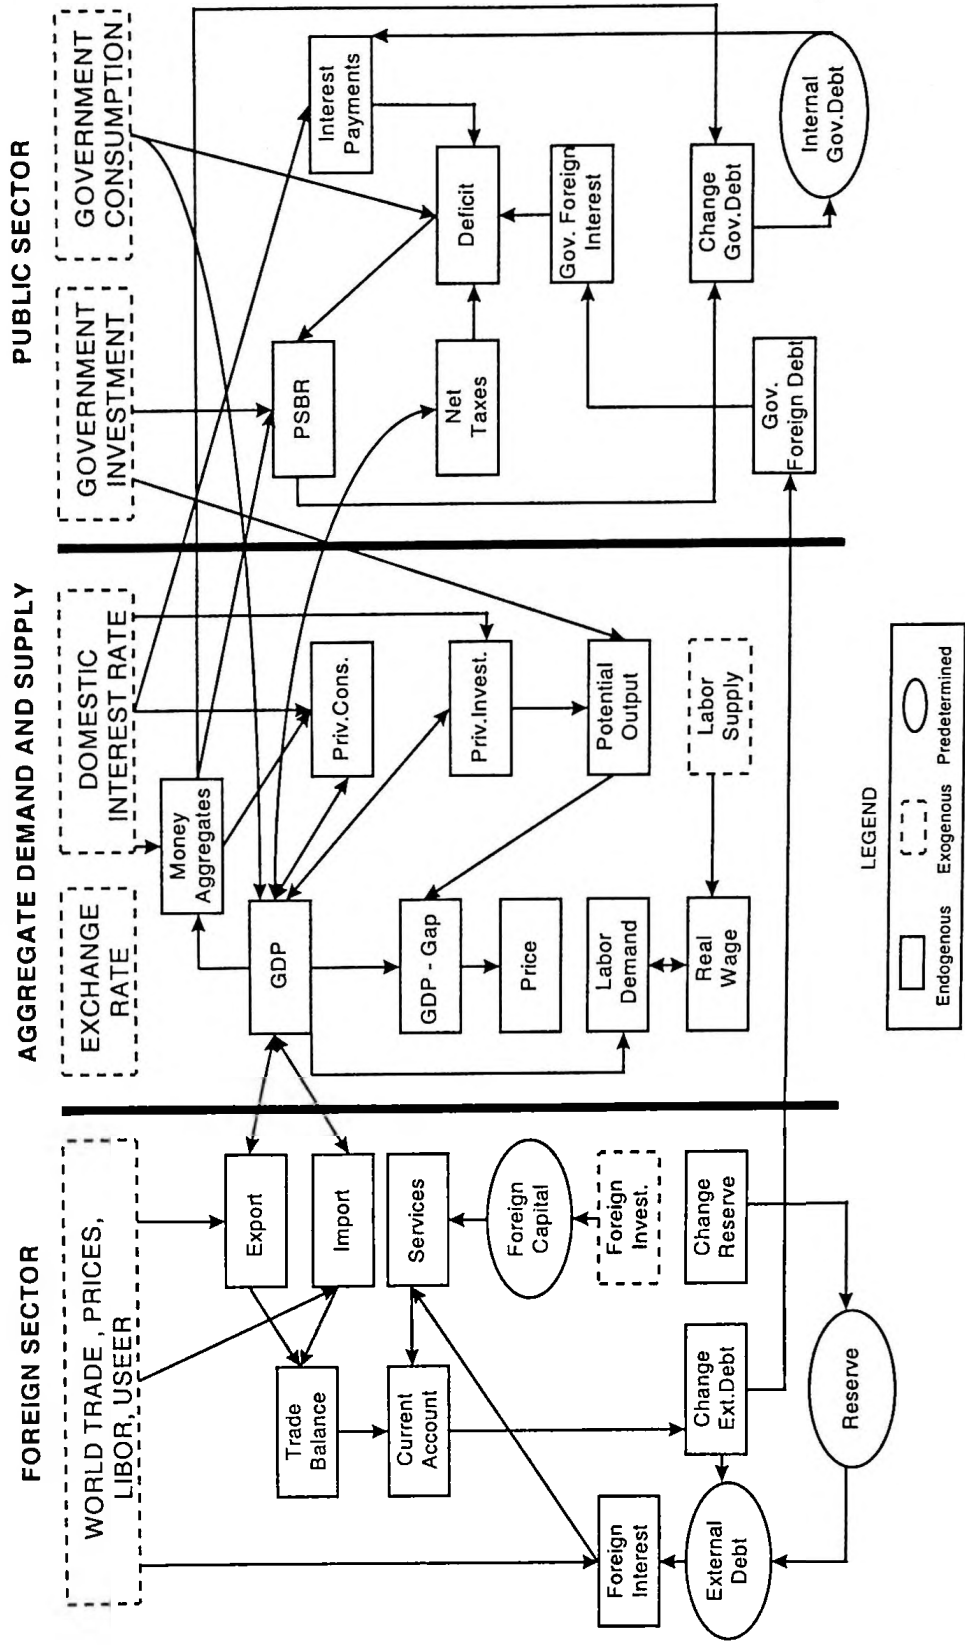 FOREIGN SECTOR
AGGREGATE DEMAND AND SUPPLY
PUBLIC SECTOR
WORLD TRADE, PRICES,
LIBOR, USEER
EXCHANGE
RATE
DOMESTIC
INTEREST RATE
GOVERNMENT
INVESTMENT
GOVERNMENT
CONSUMPTION
Export
Import
Trade
Balance
Services
Current
Account
Foreign
Capital
Foreign
Invest.
Foreign
Interest
Change
Ext.Debt
Change
Reserve
External
Debt
Reserve
Money
Aggregates
GDP
Priv.Cons.
GDP - Gap
Priv.Invest.
Price
Labor
Demand
Potential
Output
Real
Wage
Labor
Supply
Interest
Payments
PSBR
Net
Taxes
Deficit
Gov. Foreign
Interest
Change
Gov.Debt
Gov.
Foreign Debt
Internal
Gov.Debt
LEGEND
Endogenous
Exogenous
Predetermined